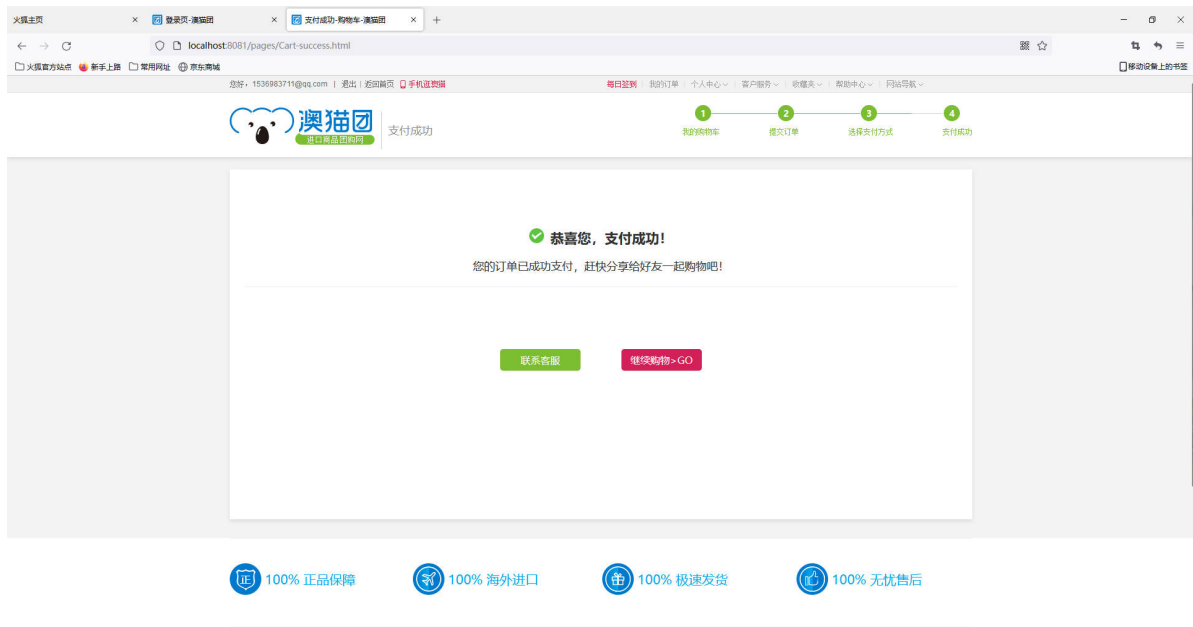 火狐主页
登录页-澳猫团
支付成功-购物车-澳猫团
localhost:8081/pages/Cart-success.html
火狐官方站点 新手上路 常用网址 京东商城
移动设备上的书签
您好，1536983711@qq.com | 退出 | 返回首页 手机逛澳猫
每日签到 我的订单 个人中心 客户服务 收藏夹 帮助中心 网站导航
澳猫团
进口商品团购网
支付成功
1 2 3 4
我的购物车 提交订单 选择支付方式 支付成功
恭喜您，支付成功！
您的订单已成功支付，赶快分享给好友一起购物吧！
联系客服 继续购物>GO
正 100% 正品保障 100% 海外进口 100% 极速发货 100% 无忧售后